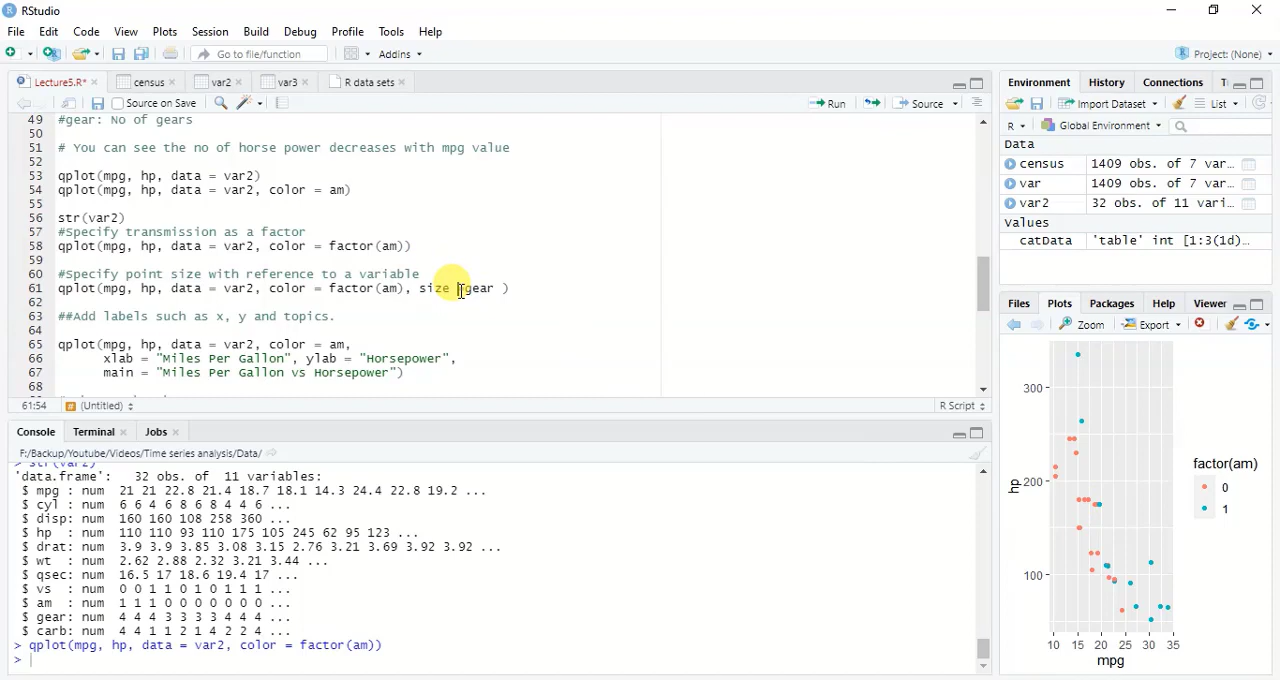 RStudio
File Edit Code View Plots Session Build Debug Profile Tools Help
Go to file/function Addins Project: (None)
Lecture5.R* census var2 var3 R data sets
Source on Save Run Source
49 #gear: No of gears
50
51 # You can see the no of horse power decreases with mpg value
52
53 qplot(mpg, hp, data = var2)
54 qplot(mpg, hp, data = var2, color = am)
55
56 str(var2)
57 #Specify transmission as a factor
58 qplot(mpg, hp, data = var2, color = factor(am))
59
60 #Specify point size with reference to a variable
61 qplot(mpg, hp, data = var2, color = factor(am), size =gear )
62
63 ##Add labels such as x, y and topics.
64
65 qplot(mpg, hp, data = var2, color = am,
66 xlab = "Miles Per Gallon", ylab = "Horsepower",
67 main = "Miles Per Gallon vs Horsepower")
68
61:54 (Untitled) R Script
Console Terminal Jobs
F:/Backup/Youtube/Videos/Time series analysis/Data/
> str(var2)
'data.frame': 32 obs. of 11 variables:
$ mpg : num 21 21 22.8 21.4 18.7 18.1 14.3 24.4 22.8 19.2 ...
$ cyl : num 6 6 4 6 8 6 8 4 4 6 ...
$ disp: num 160 160 108 258 360 ...
$ hp : num 110 110 93 110 175 105 245 62 95 123 ...
$ drat: num 3.9 3.9 3.85 3.08 3.15 2.76 3.21 3.69 3.92 3.92 ...
$ wt : num 2.62 2.88 2.32 3.21 3.44 ...
$ qsec: num 16.5 17 18.6 19.4 17 ...
$ vs : num 0 0 1 1 0 1 0 1 1 1 ...
$ am : num 1 1 1 0 0 0 0 0 0 0 ...
$ gear: num 4 4 4 3 3 3 3 4 4 4 ...
$ carb: num 4 4 1 1 2 1 4 2 2 4 ...
> qplot(mpg, hp, data = var2, color = factor(am))
>
Environment History Connections
Import Dataset List
R Global Environment
Data
census 1409 obs. of 7 var…
var 1409 obs. of 7 var…
var2 32 obs. of 11 vari…
Values
catData 'table' int [1:3(1d)…
Files Plots Packages Help Viewer
Zoom Export
300
200
100
hp
10 15 20 25 30 35
mpg
factor(am)
0
1